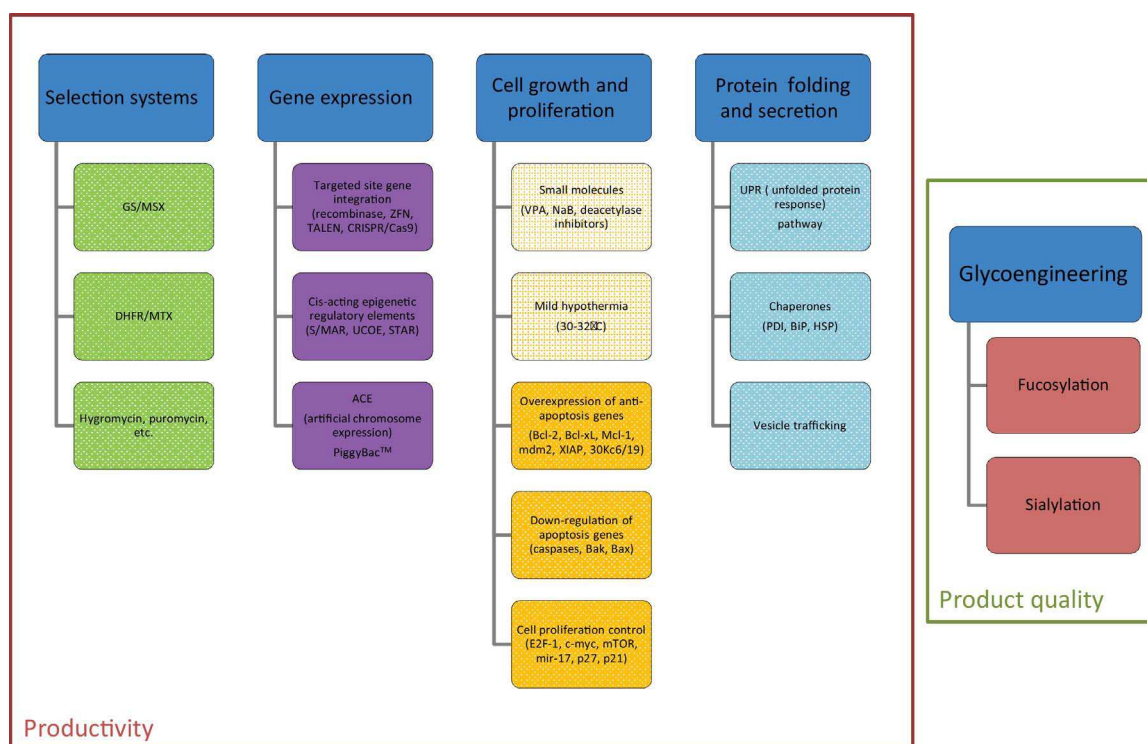 Selection systems
GS/MSX
DHFR/MTX
Hygromycin, puromycin,
etc.
Gene expression
Targeted site gene
integration
(recombinase, ZFN,
TALEN, CRISPR/Cas9)
Cis-acting epigenetic
regulatory elements
(S/MAR, UCOE, STAR)
ACE
(artificial chromosome
expression)
PiggyBac™
Cell growth and
proliferation
Small molecules
(VPA, NaB, deacetylase
inhibitors)
Mild hypothermia
(30-32�C)
Overexpression of anti-
apoptosis genes
(Bcl-2, Bcl-xL, Mcl-1,
mdm2, XIAP, 30Kc6/19)
Down-regulation of
apoptosis genes
(caspases, Bak, Bax)
Cell proliferation control
(E2F-1, c-myc, mTOR,
mir-17, p27, p21)
Protein folding
and secretion
UPR ( unfolded protein
response)
pathway
Chaperones
(PDI, BiP, HSP)
Vesicle trafficking
Productivity
Glycoengineering
Fucosylation
Sialylation
Product quality